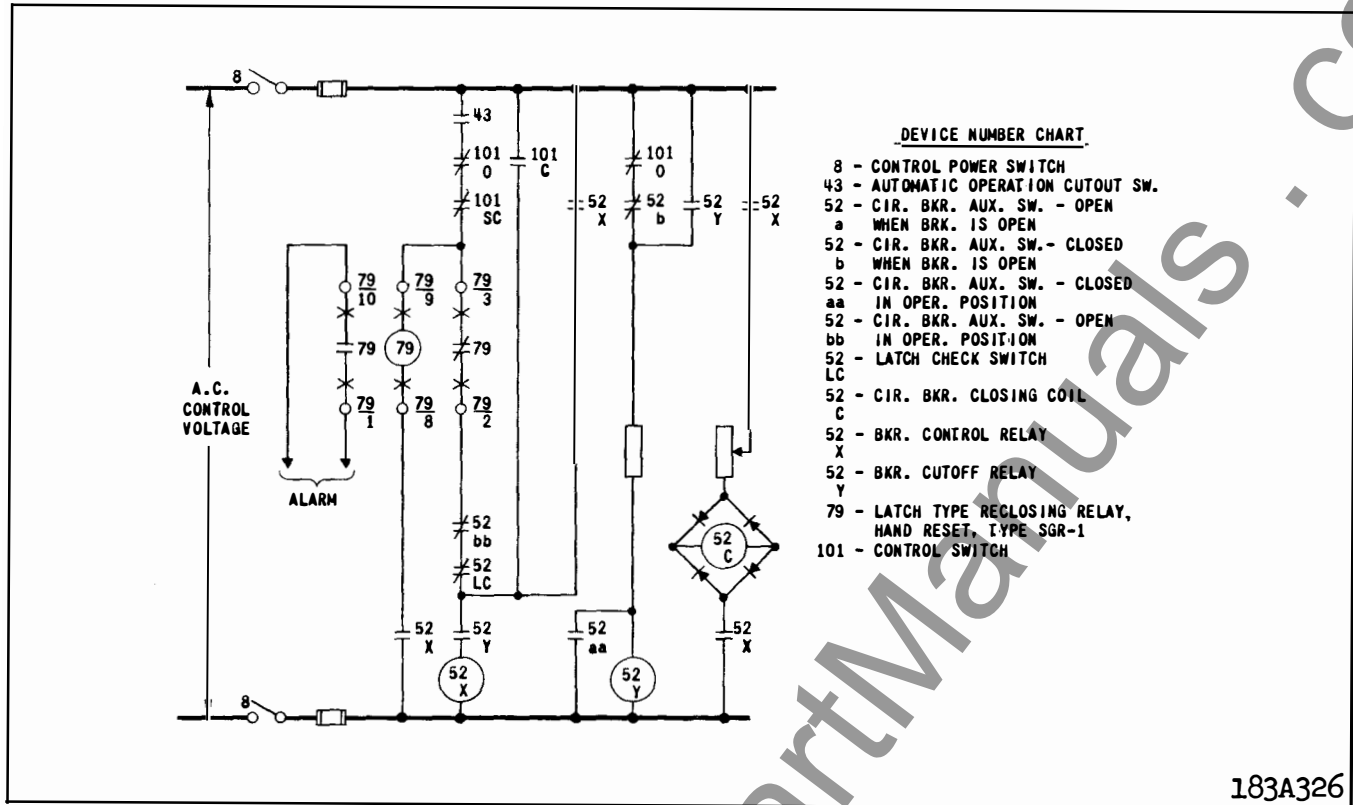 8
43
101
O
101
C
101
SC
101
O
52
X
52
b
52
Y
52
X
79
10
79
9
79
3
79
79
79
79
1
79
8
79
2
A.C.
CONTROL
VOLTAGE
ALARM
52
bb
52
LC
52
C
52
X
52
Y
52
aa
52
X
52
X
52
Y
8
DEVICE NUMBER CHART
8 - CONTROL POWER SWITCH
43 - AUTOMATIC OPERATION CUTOUT SW.
52 - CIR. BKR. AUX. SW. - OPEN
a WHEN BRK. IS OPEN
52 - CIR. BKR. AUX. SW.- CLOSED
b WHEN BKR. IS OPEN
52 - CIR. BKR. AUX. SW. - CLOSED
aa IN OPER. POSITION
52 - CIR. BKR. AUX. SW. - OPEN
bb IN OPER. POSITION
52 - LATCH CHECK SWITCH
LC
52 - CIR. BKR. CLOSING COIL
C
52 - BKR. CONTROL RELAY
X
52 - BKR. CUTOFF RELAY
Y
79 - LATCH TYPE RECLOSING RELAY,
HAND RESET, TYPE SGR-1
101 - CONTROL SWITCH
183A326
artManuals . co